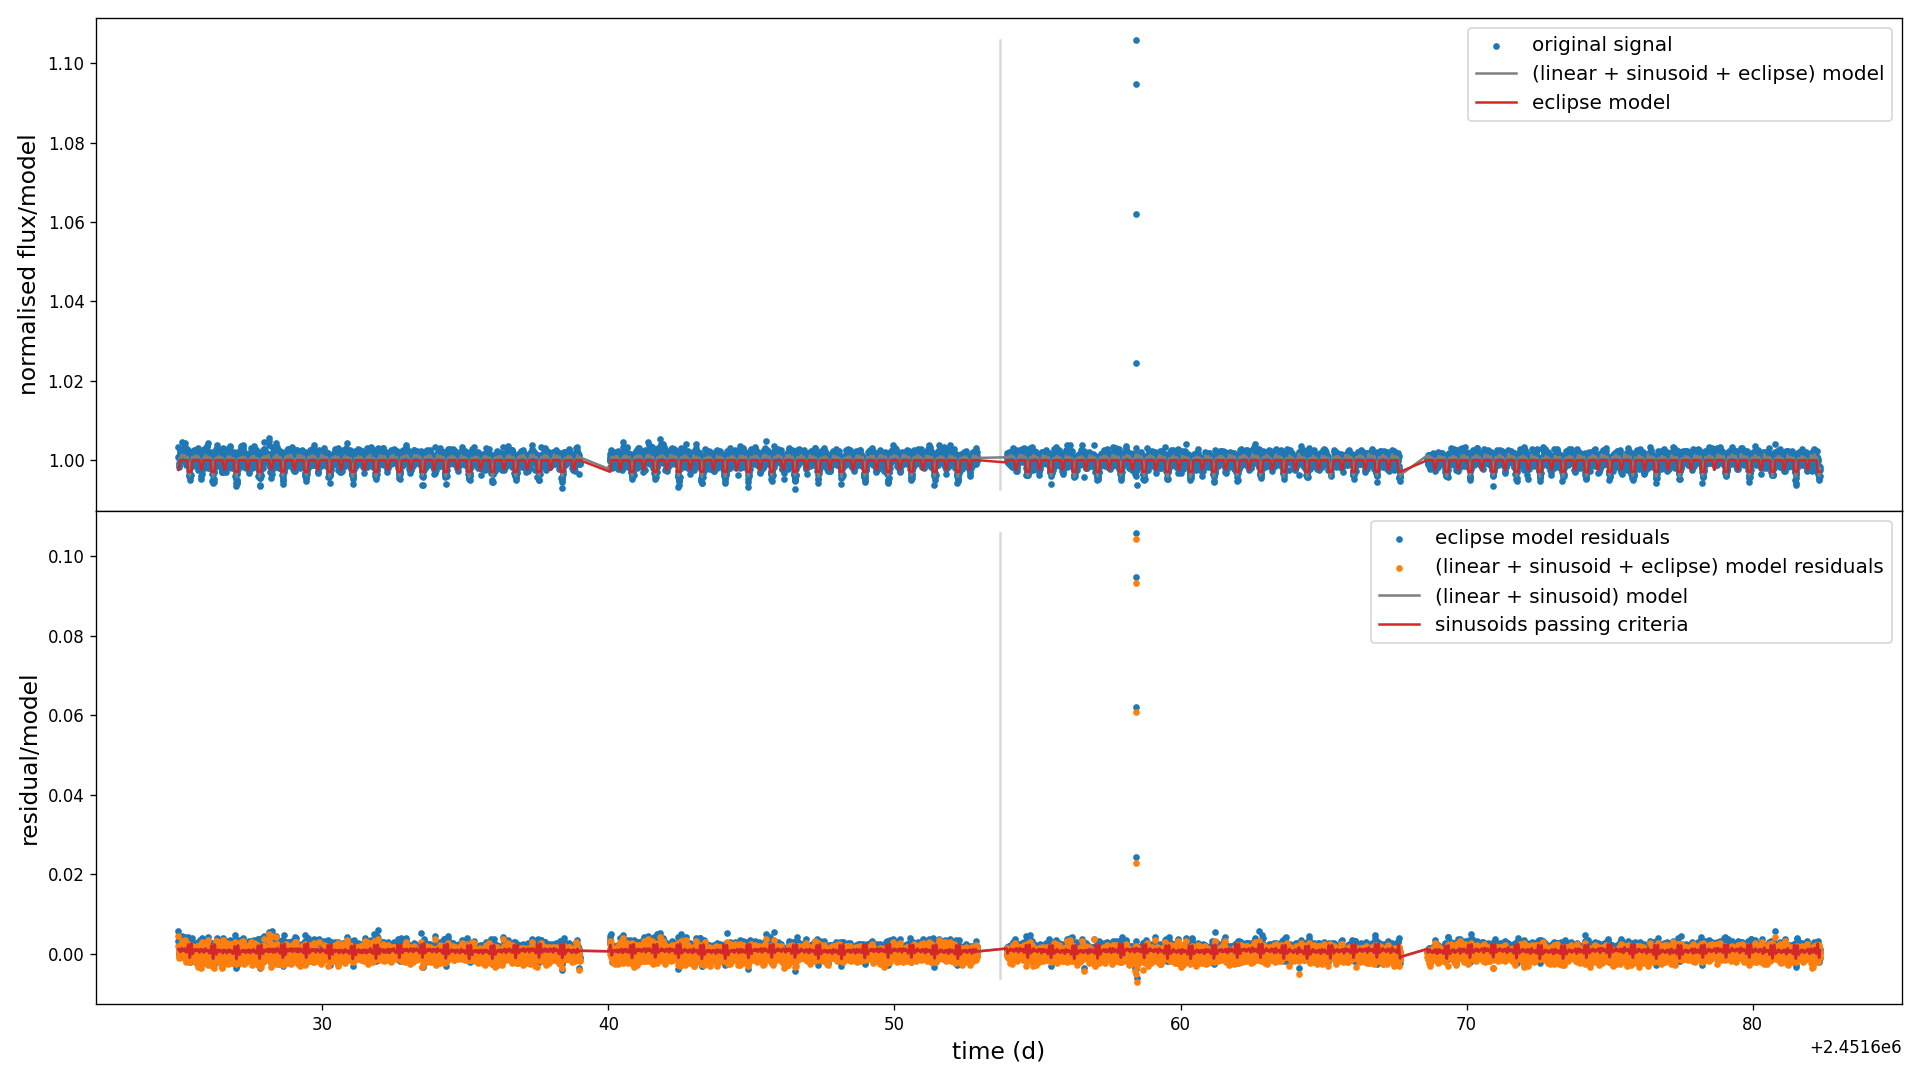 normalised flux/model
1.10
1.08
1.06
1.04
1.02
1.00
original signal
(linear + sinusoid + eclipse) model
eclipse model
residual/model
0.10
0.08
0.06
0.04
0.02
0.00
eclipse model residuals
(linear + sinusoid + eclipse) model residuals
(linear + sinusoid) model
sinusoids passing criteria
30 40 50 60 70 80
time (d)
+2.4516e6